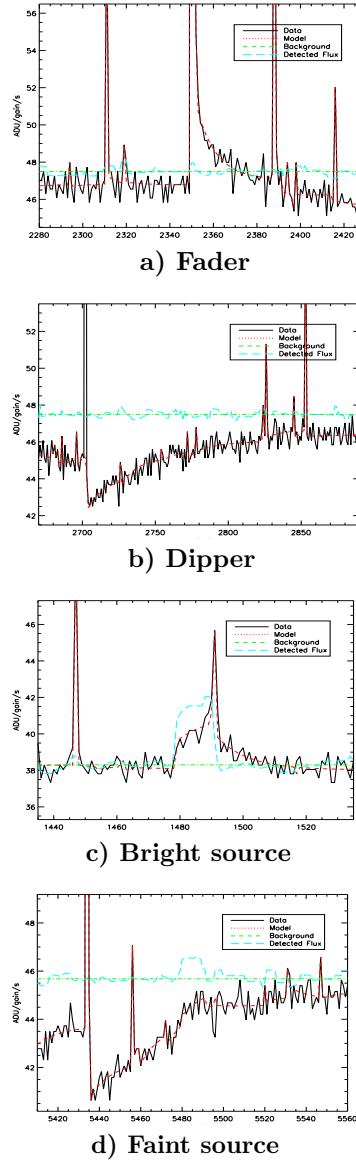 56
54
52
50
48
46
ADU/gain/s
Data
Model
Background
Detected Flux
2280 2300 2320 2340 2360 2380 2400 2420
a) Fader
52
50
48
46
44
42
ADU/gain/s
Data
Model
Background
Detected Flux
2700 2750 2800 2850
b) Dipper
46
44
42
40
38
36
ADU/gain/s
Data
Model
Background
Detected Flux
1440 1460 1480 1500 1520
c) Bright source
48
46
44
42
ADU/gain/s
Data
Model
Background
Detected Flux
5420 5440 5460 5480 5500 5520 5540 5560
d) Faint source